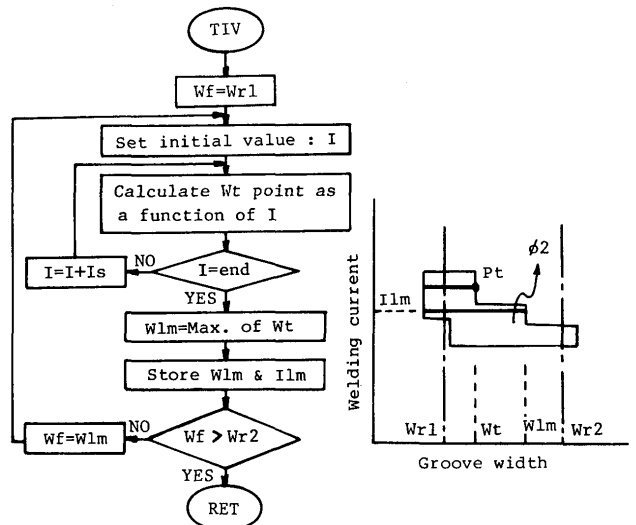 TIV
Wf=Wr1
Set initial value : I
Calculate Wt point as
a function of I
I=I+Is
NO
I=end
YES
Wlm=Max. of Wt
Store Wlm & Ilm
Wf=Wlm
NO
Wf > Wr2
YES
RET
Welding current
Ilm
Pt
ϕ2
Wr1
Wt
Wlm
Wr2
Groove width